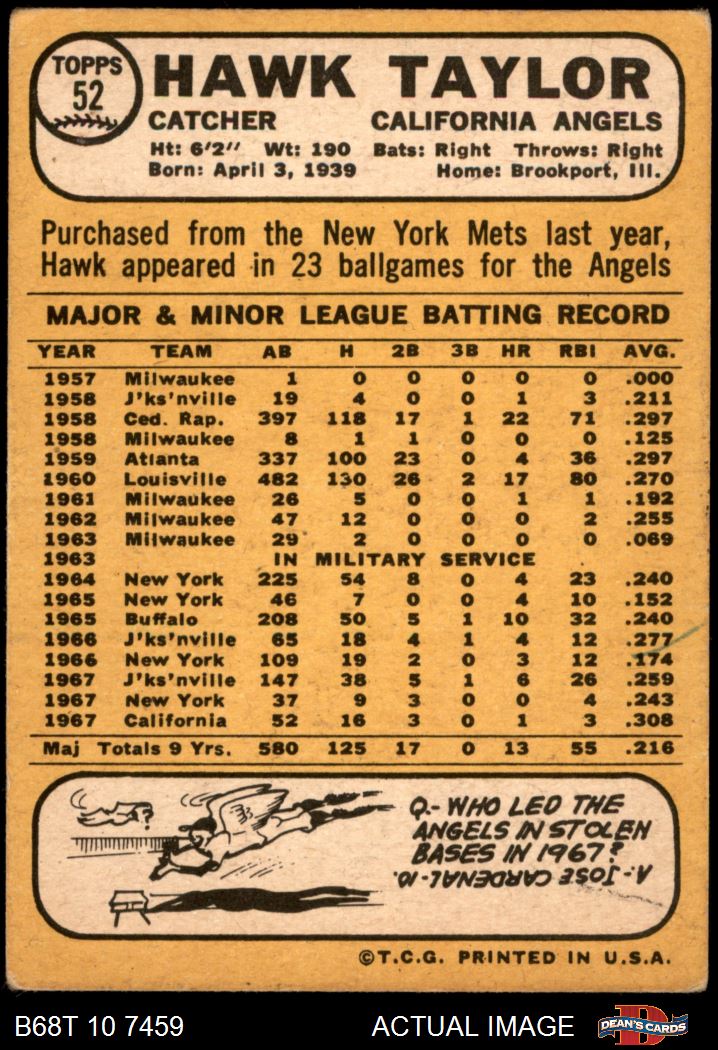 TOPPS
52
HAWK TAYLOR
CATCHER CALIFORNIA ANGELS
Ht: 6'2" Wt: 190 Bats: Right Throws: Right
Born: April 3, 1939 Home: Brookport, Ill.
Purchased from the New York Mets last year,
Hawk appeared in 23 ballgames for the Angels
MAJOR & MINOR LEAGUE BATTING RECORD
YEAR TEAM AB H 2B 3B HR RBI AVG.
1957 Milwaukee 1 0 0 0 0 0 .000
1958 J'ks'nville 19 4 0 0 1 3 .211
1958 Ced. Rap. 397 118 17 1 22 71 .297
1958 Milwaukee 8 1 1 0 0 0 .125
1959 Atlanta 337 100 23 0 4 36 .297
1960 Louisville 482 130 26 2 17 80 .270
1961 Milwaukee 26 5 0 0 1 1 .192
1962 Milwaukee 47 12 0 0 0 2 .255
1963 Milwaukee 29 2 0 0 0 0 .069
1963 IN MILITARY SERVICE
1964 New York 225 54 8 0 4 23 .240
1965 New York 46 7 0 0 4 10 .152
1965 Buffalo 208 50 5 1 10 32 .240
1966 J'ks'nville 65 18 4 1 4 12 .277
1966 New York 109 19 2 0 3 12 .174
1967 J'ks'nville 147 38 5 1 6 26 .259
1967 New York 37 9 3 0 0 4 .243
1967 California 52 16 3 0 1 3 .308
Maj Totals 9 Yrs. 580 125 17 0 13 55 .216
?
Q.- WHO LED THE
ANGELS IN STOLEN
BASES IN 1967?
A.- JOSE CARDENAL-10.
©T.C.G. PRINTED IN U.S.A.
B68T 10 7459 ACTUAL IMAGE
D
DEAN'S CARDS